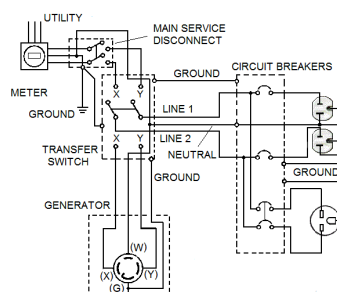 UTILITY
MAIN SERVICE
DISCONNECT
GROUND
CIRCUIT BREAKERS
METER
X Y
GROUND
LINE 1
LINE 2
X Y
NEUTRAL
TRANSFER
SWITCH
GROUND
GROUND
GENERATOR
(W)
(X) (Y)
(G)